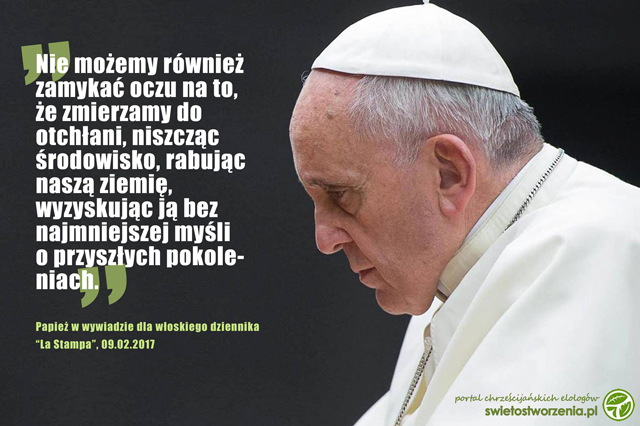 „Nie możemy również
zamykać oczu na to,
że zmierzamy do
otchłani, niszcząc
środowisko, rabując
naszą ziemię,
wyzyskując ją bez
najmniejszej myśli
o przyszłych pokole-
niach.”
Papież w wywiadzie dla włoskiego dziennika
“La Stampa”, 09.02.2017
portal chrześcijańskich elologów
swietostworzenia.pl